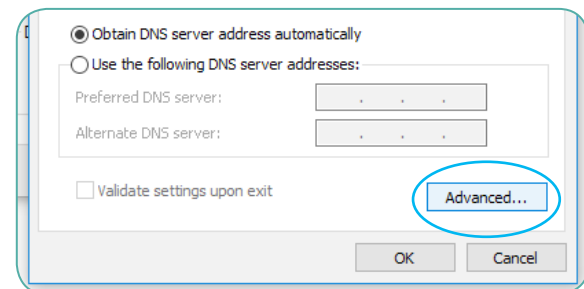 Obtain DNS server address automatically
Use the following DNS server addresses:
Preferred DNS server:
Alternate DNS server:
Validate settings upon exit
Advanced...
OK Cancel